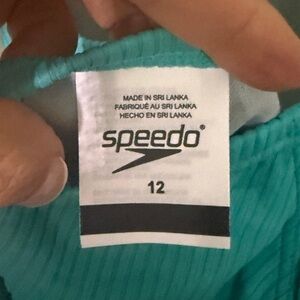 MADE IN SRI LANKA
FABRIQUÉ AU SRI LANKA
HECHO EN SRI LANKA
speedo®
12